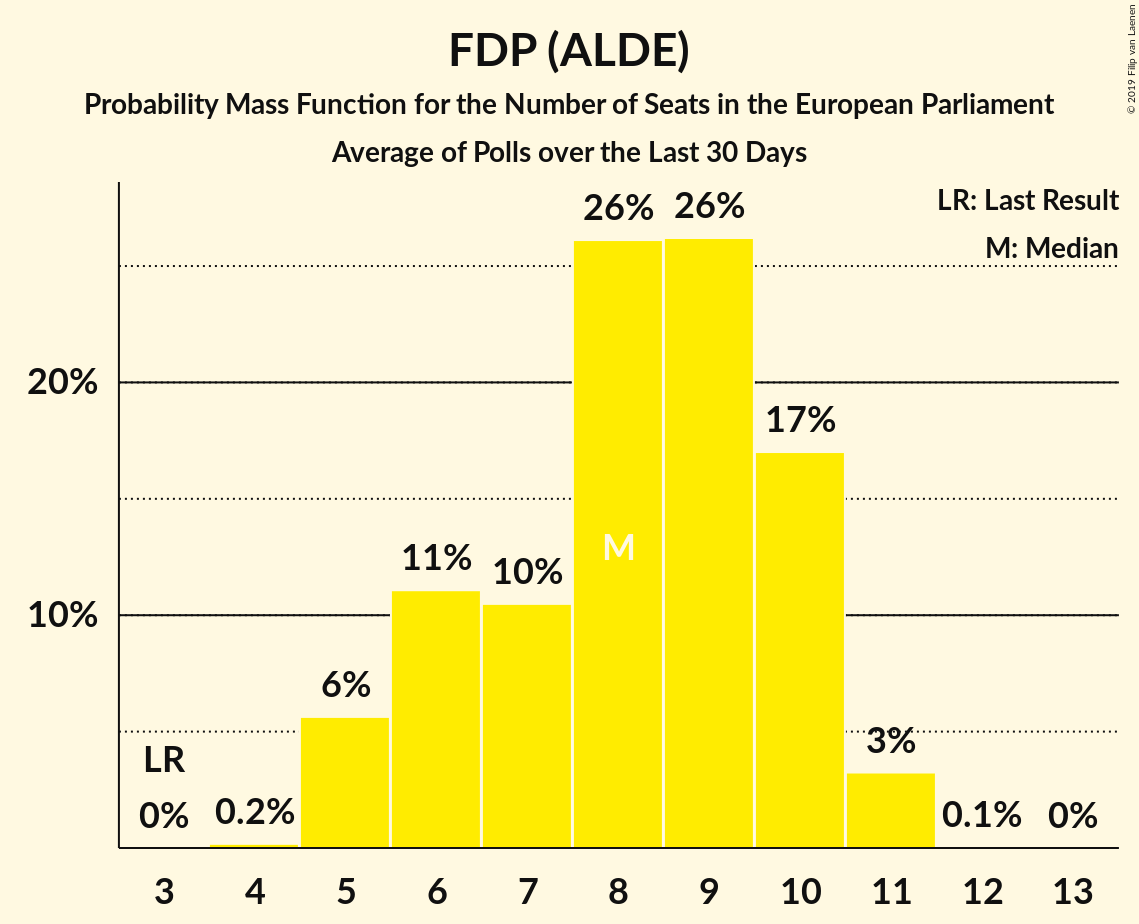 FDP (ALDE)
Probability Mass Function for the Number of Seats in the European Parliament
Average of Polls over the Last 30 Days
© 2019 Filip van Laenen
LR: Last Result
M: Median
26%
26%
20%
17%
M
11%
10%
10%
6%
3%
LR
0%
0.2%
0.1%
0%
3 4 5 6 7 8 9 10 11 12 13